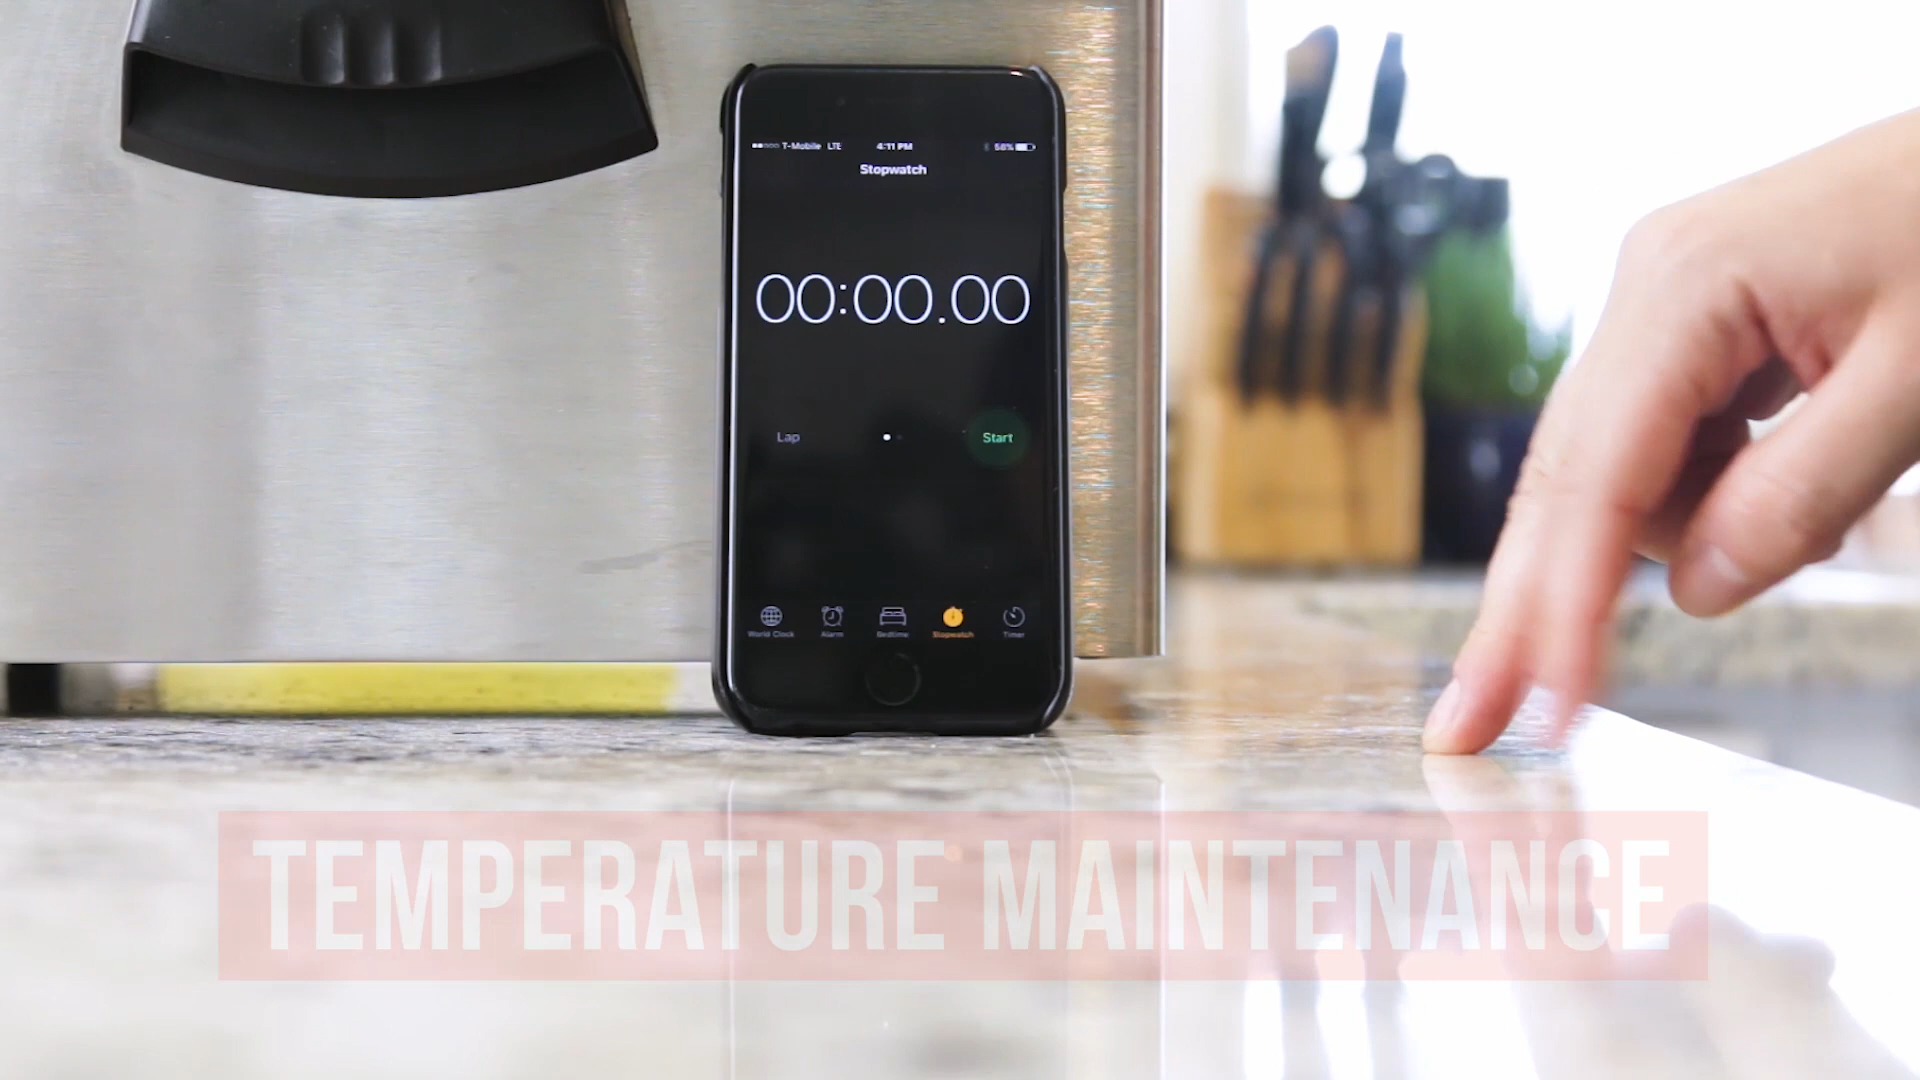 T-Mobile LTE 4:11 PM 58%
Stopwatch
00:00.00
Lap Start
World Clock Alarm Bedtime Stopwatch Timer
TEMPERATURE MAINTENANCE